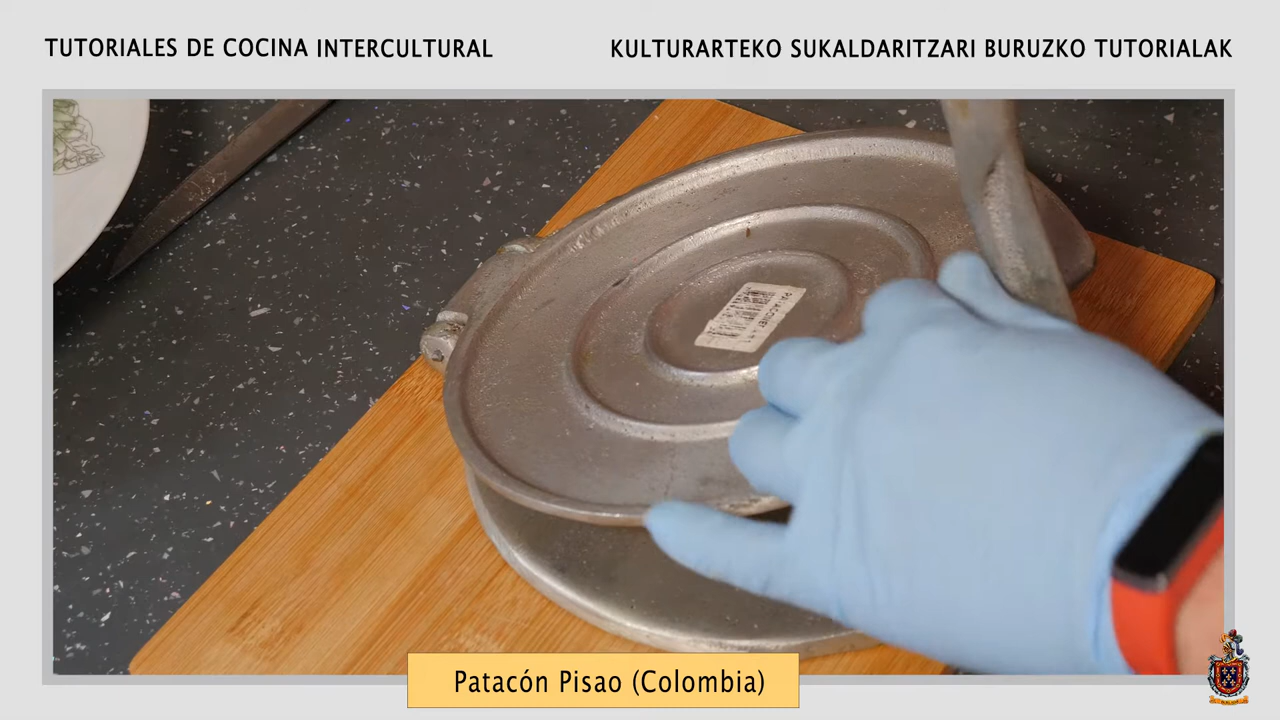 TUTORIALES DE COCINA INTERCULTURAL
KULTURARTEKO SUKALDARITZARI BURUZKO TUTORIALAK
Patacón Pisao (Colombia)